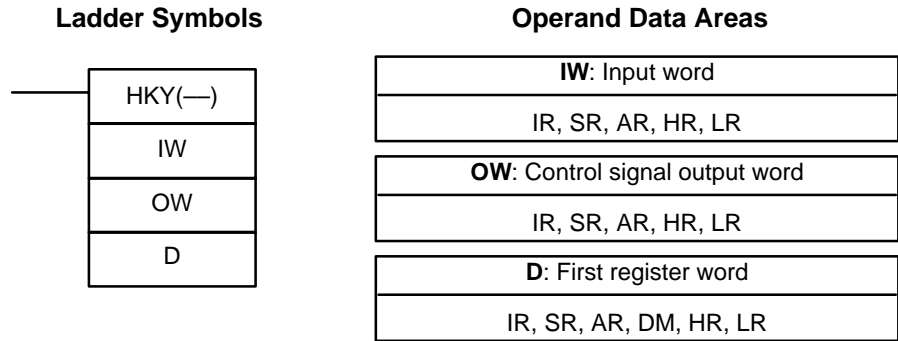 Ladder Symbols
HKY(—)
IW
OW
D
Operand Data Areas
IW: Input word
IR, SR, AR, HR, LR
OW: Control signal output word
IR, SR, AR, HR, LR
D: First register word
IR, SR, AR, DM, HR, LR